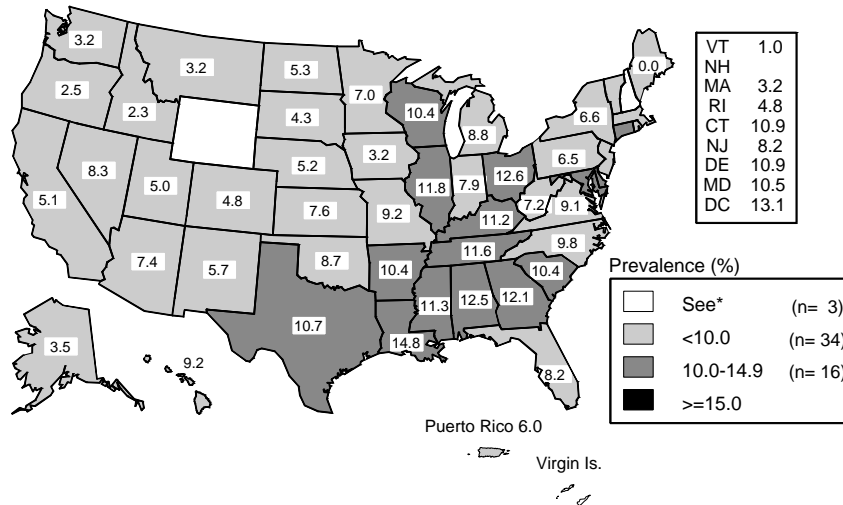 3.2
3.2
5.3
7.0
0.0
2.5
2.3
4.3
10.4
8.8
6.6
8.3
5.2
3.2
6.5
5.1
5.0
4.8
7.6
9.2
11.8
7.9
12.6
7.2
9.1
11.2
7.4
5.7
8.7
10.4
11.6
9.8
10.4
10.7
11.3
12.5
12.1
14.8
8.2
3.5
9.2
Puerto Rico 6.0
Virgin Is.
VT 1.0
NH
MA 3.2
RI 4.8
CT 10.9
NJ 8.2
DE 10.9
MD 10.5
DC 13.1
Prevalence (%)
See* (n= 3)
<10.0 (n= 34)
10.0-14.9 (n= 16)
>=15.0